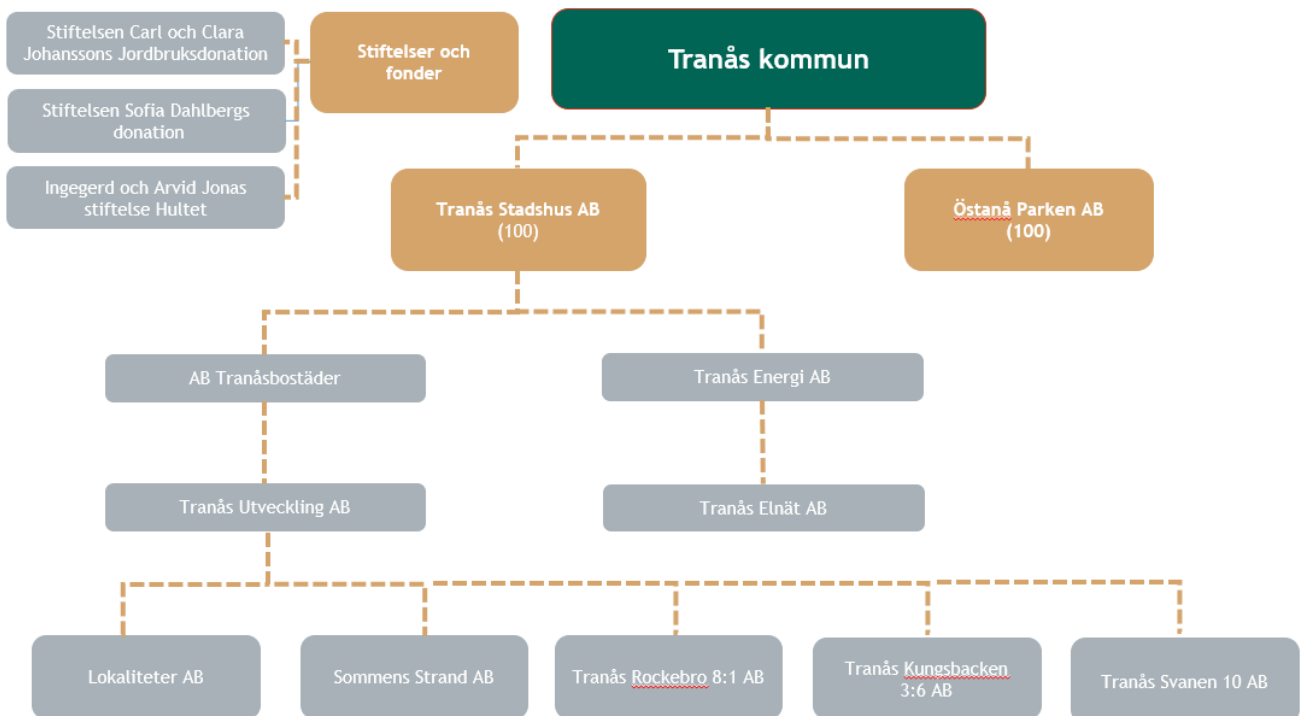 Stiftelsen Carl och Clara
Johanssons Jordbruksdonation
Stiftelsen Sofia Dahlbergs
donation
Ingegerd och Arvid Jonas
stiftelse Hultet
Stiftelser och
fonder
Tranås kommun
Tranås Stadshus AB
(100)
Östanå Parken AB
(100)
AB Tranåsbostäder
Tranås Energi AB
Tranås Utveckling AB
Tranås Elnät AB
Lokaliteter AB
Sommens Strand AB
Tranås Rockebro 8:1 AB
Tranås Kungsbacken
3:6 AB
Tranås Svanen 10 AB